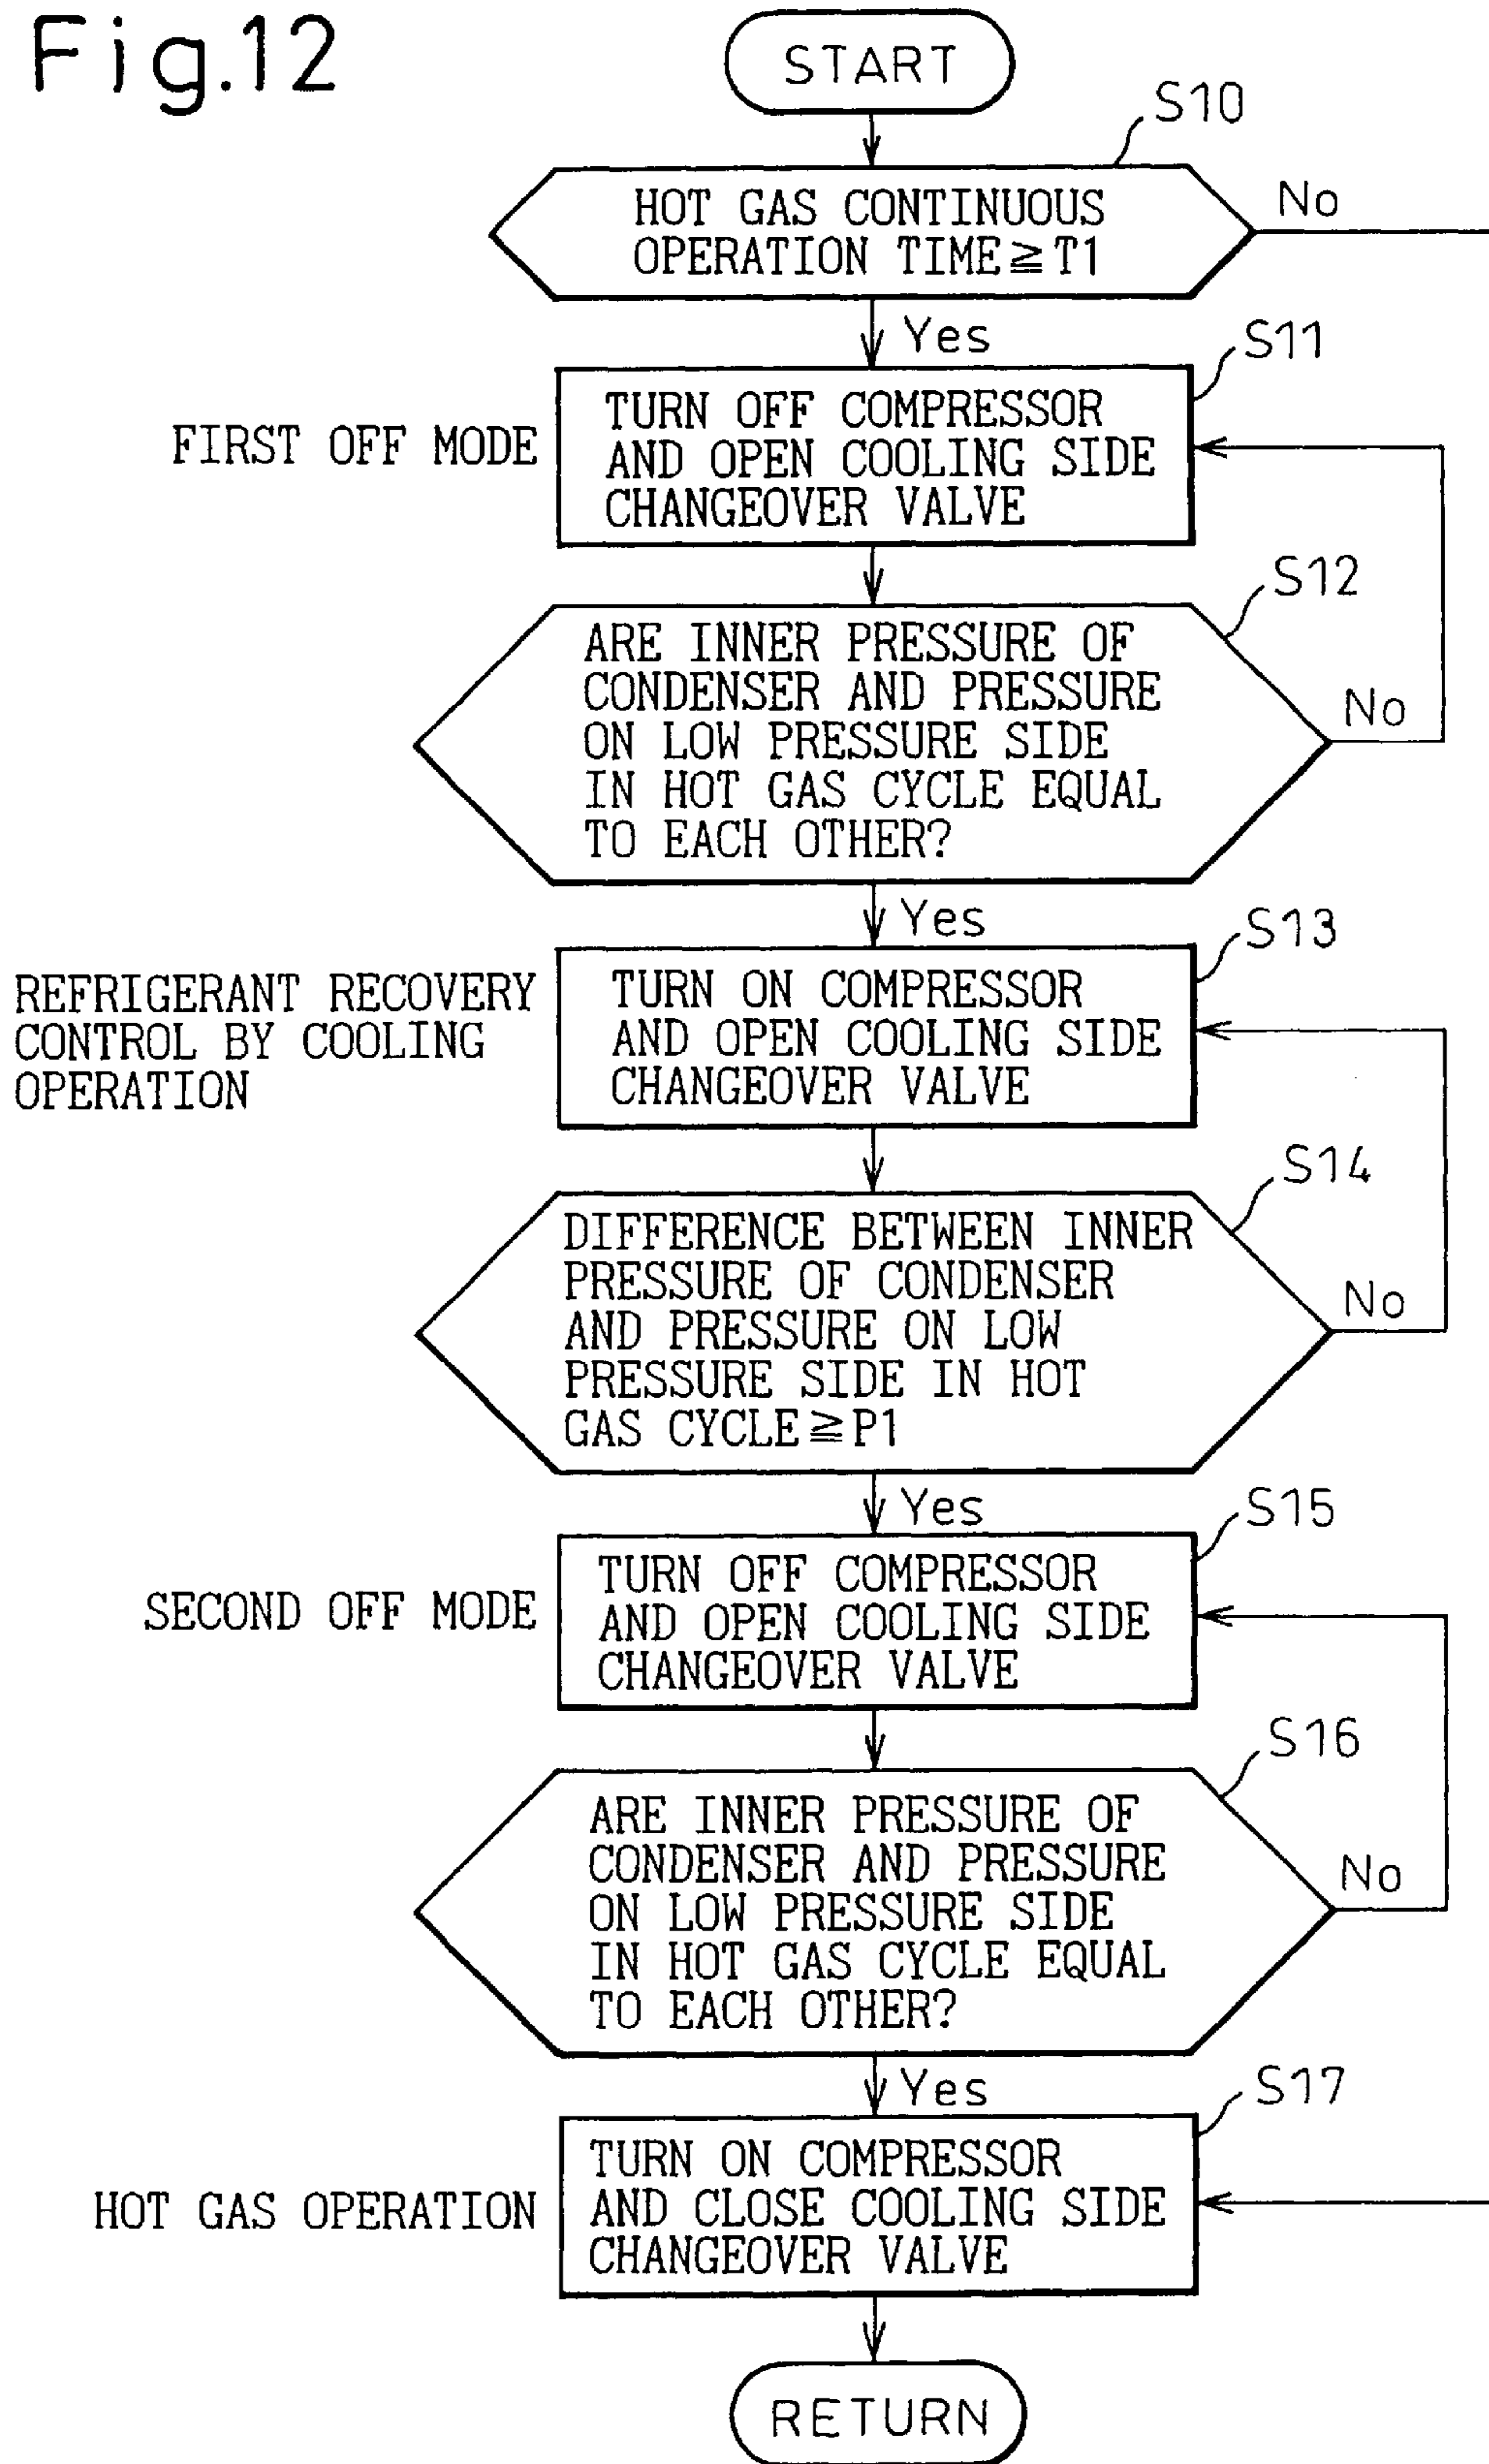 Fig.12
START
S10
HOT GAS CONTINUOUS
OPERATION TIME≧T1
No
Yes
S11
FIRST OFF MODE
TURN OFF COMPRESSOR
AND OPEN COOLING SIDE
CHANGEOVER VALVE
S12
ARE INNER PRESSURE OF
CONDENSER AND PRESSURE
ON LOW PRESSURE SIDE
IN HOT GAS CYCLE EQUAL
TO EACH OTHER?
No
Yes
S13
REFRIGERANT RECOVERY
CONTROL BY COOLING
OPERATION
TURN ON COMPRESSOR
AND OPEN COOLING SIDE
CHANGEOVER VALVE
S14
DIFFERENCE BETWEEN INNER
PRESSURE OF CONDENSER
AND PRESSURE ON LOW
PRESSURE SIDE IN HOT
GAS CYCLE≧P1
No
Yes
S15
SECOND OFF MODE
TURN OFF COMPRESSOR
AND OPEN COOLING SIDE
CHANGEOVER VALVE
S16
ARE INNER PRESSURE OF
CONDENSER AND PRESSURE
ON LOW PRESSURE SIDE
IN HOT GAS CYCLE EQUAL
TO EACH OTHER?
No
Yes
S17
HOT GAS OPERATION
TURN ON COMPRESSOR
AND CLOSE COOLING SIDE
CHANGEOVER VALVE
RETURN